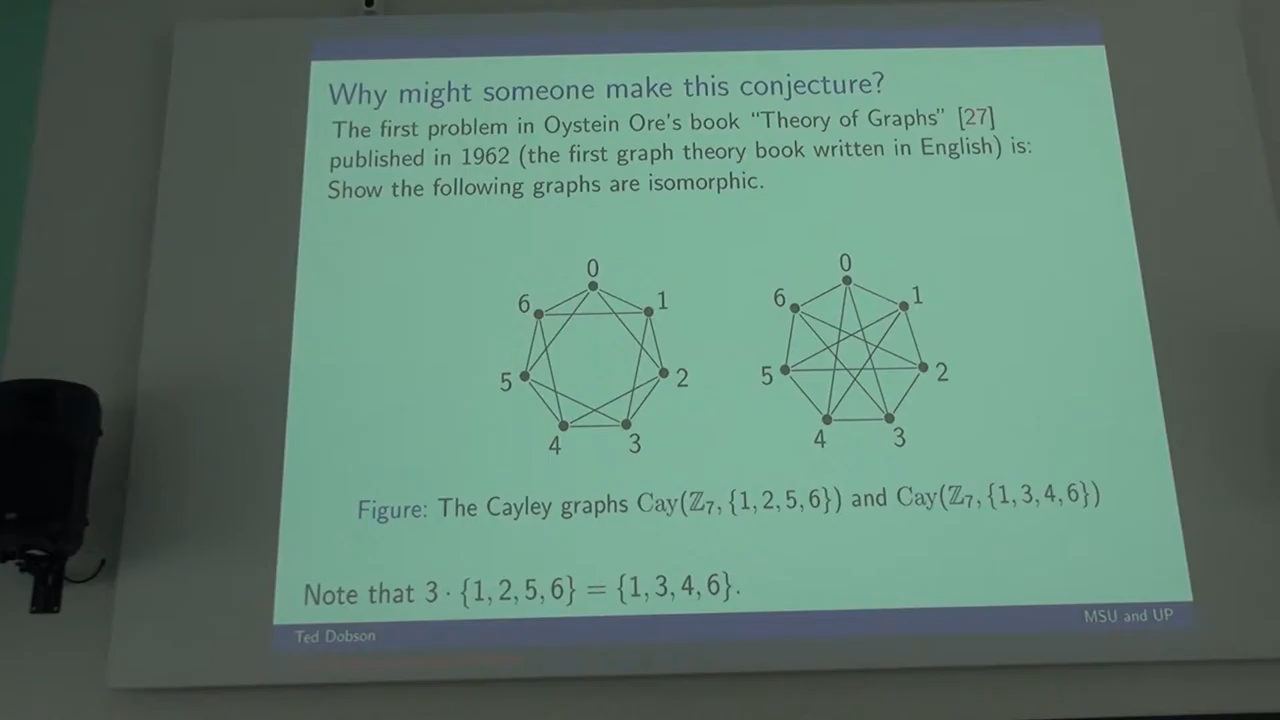 Why might someone make this conjecture?
The first problem in Oystein Ore's book "Theory of Graphs" [27]
published in 1962 (the first graph theory book written in English) is:
Show the following graphs are isomorphic.
0
6 1
5 2
4 3
0
6 1
5 2
4 3
Figure: The Cayley graphs Cay(ℤ₇, {1, 2, 5, 6}) and Cay(ℤ₇, {1, 3, 4, 6})
Note that 3 · {1, 2, 5, 6} = {1, 3, 4, 6}.
Ted Dobson
MSU and UP